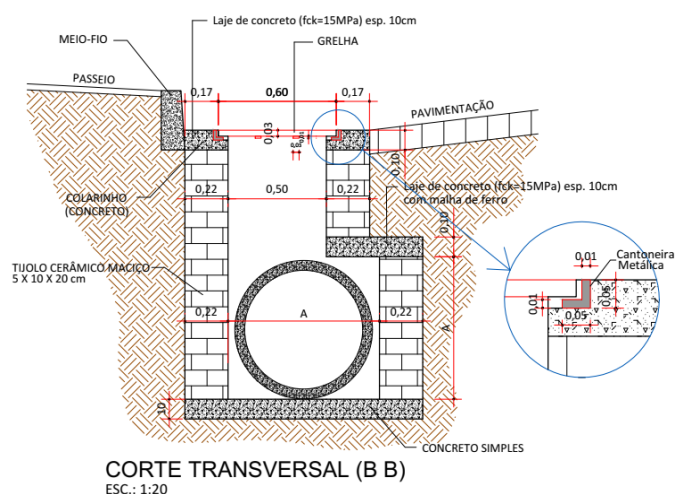 Laje de concreto (fck=15MPa) esp. 10cm
MEIO-FIO
GRELHA
PASSEIO
0,17
0,60
0,17
PAVIMENTAÇÃO
0,03
0,10
COLARINHO
(CONCRETO)
0,22
0,50
0,22
Laje de concreto (fck=15MPa) esp. 10cm
com malha de ferro
0,10
TIJOLO CERÂMICO MACIÇO
5 X 10 X 20 cm
0,01
Cantoneira
Metálica
0,01
0,05
0,05
0,22
A
0,22
A
10
CONCRETO SIMPLES
CORTE TRANSVERSAL (B B)
ESC.: 1:20